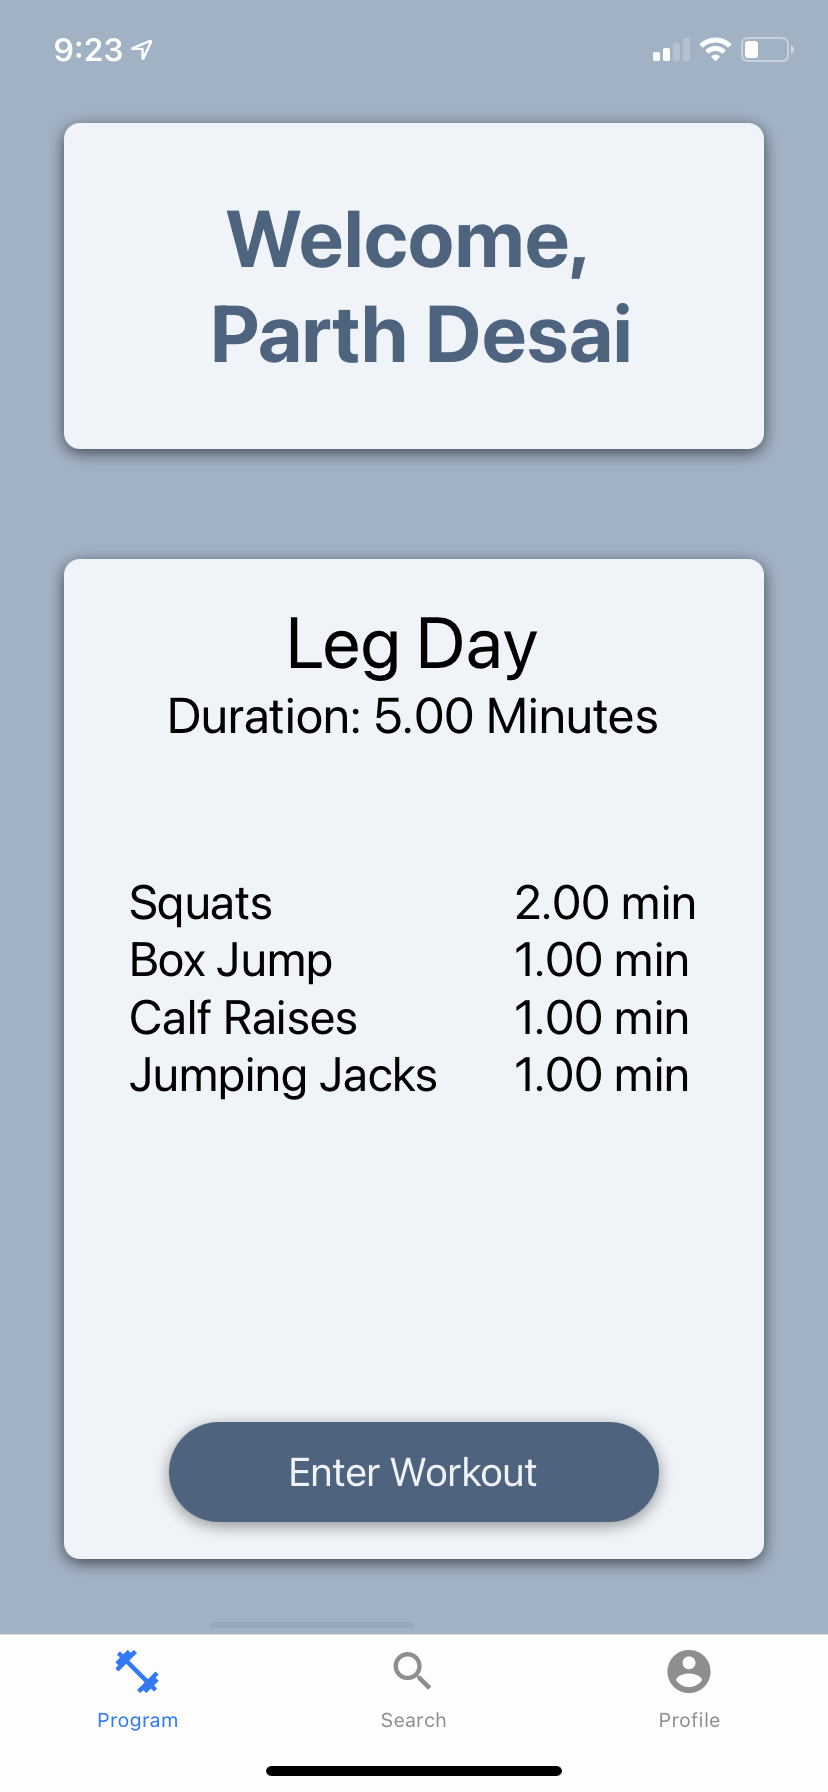 9:23
Welcome,
Parth Desai
Leg Day
Duration: 5.00 Minutes
Squats 2.00 min
Box Jump 1.00 min
Calf Raises 1.00 min
Jumping Jacks 1.00 min
Enter Workout
Program Search Profile